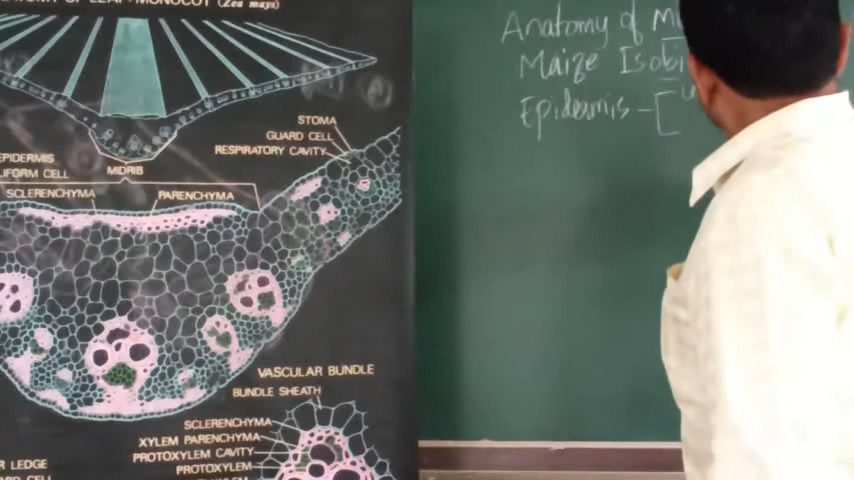 OF LEAF: MONOCOT (Zea mays)
STOMA
GUARD CELL
RESPIRATORY CAVITY
EPIDERMIS
LIFORM CELL
MIDRIB
SCLERENCHYMA
PARENCHYMA
VASCULAR BUNDLE
BUNDLE SHEATH
SCLERENCHYMA
XYLEM PARENCHYMA
PROTOXYLEM CAVITY
PROTOXYLEM
R LEDGE
Anatomy of M
Maize Isobi
Epidermis - [